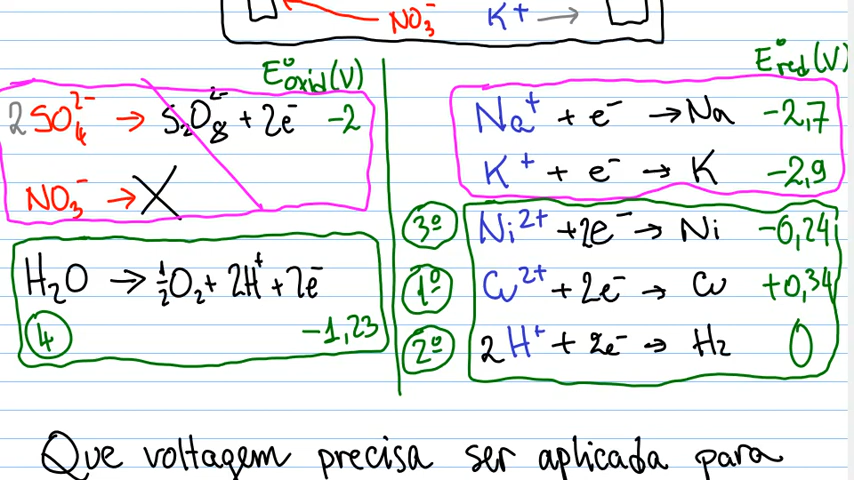 NO₃⁻ K⁺ →
E°oxid(V)
2SO₄²⁻ → S₂O₈²⁻ + 2e⁻ -2
NO₃⁻ → X
H₂O → ½O₂ + 2H⁺ + 2e⁻
4 -1,23
E°red(V)
Na⁺ + e⁻ → Na -2,7
K⁺ + e⁻ → K -2,9
3º Ni²⁺ + 2e⁻ → Ni -0,24
1º Cu²⁺ + 2e⁻ → Cu +0,34
2º 2H⁺ + 2e⁻ → H₂ 0
Que voltagem precisa ser aplicada para